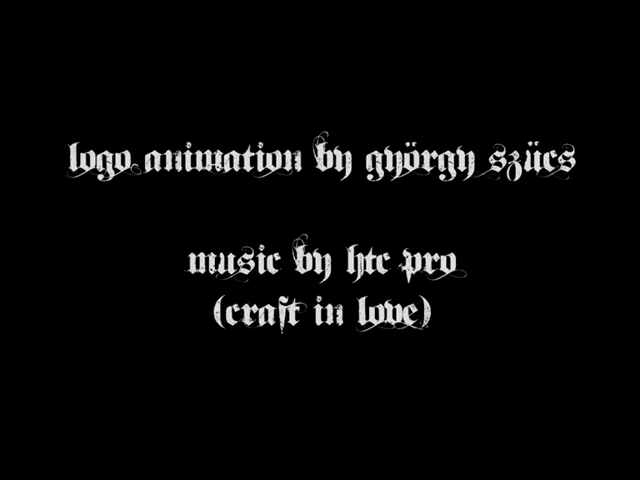 logo animation by györgy szücs
music by htc pro
(craft in love)